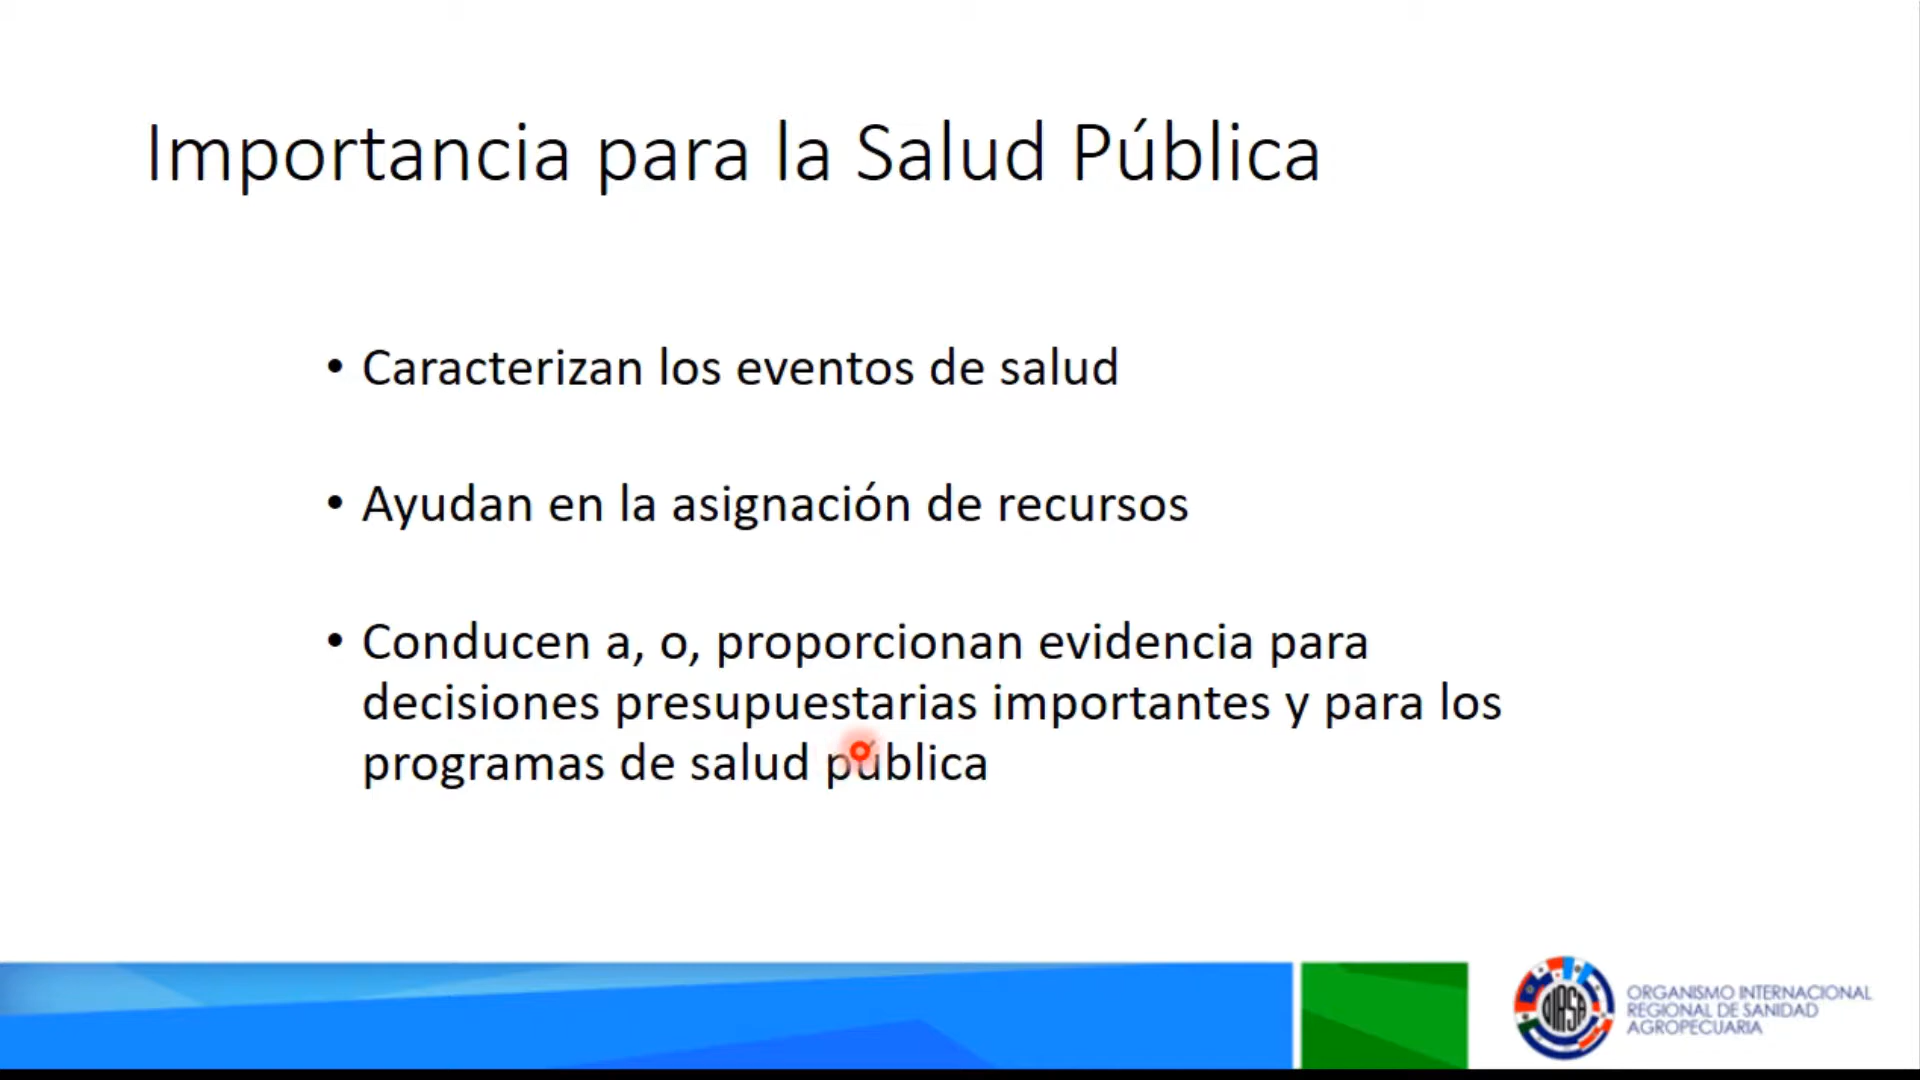 Importancia para la Salud Pública
• Caracterizan los eventos de salud
• Ayudan en la asignación de recursos
• Conducen a, o, proporcionan evidencia para
decisiones presupuestarias importantes y para los
programas de salud pública
OIRSA
ORGANISMO INTERNACIONAL
REGIONAL DE SANIDAD
AGROPECUARIA